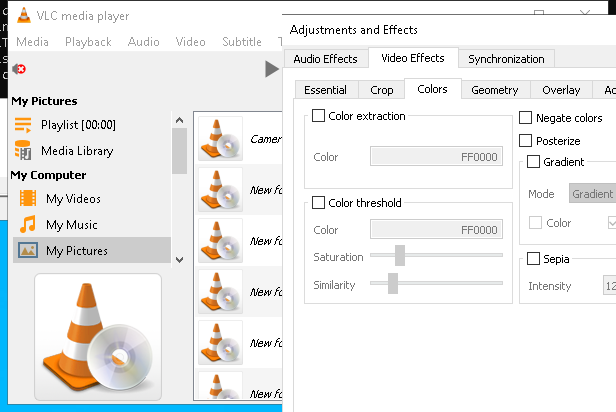 VLC media player
Media Playback Audio Video Subtitle T
My Pictures
Playlist [00:00]
Media Library
My Computer
My Videos
My Music
My Pictures
Camer
New fo
New fo
New fo
New fo
New fo
Adjustments and Effects
Audio Effects Video Effects Synchronization
Essential Crop Colors Geometry Overlay
Color extraction
Color FF0000
Color threshold
Color FF0000
Saturation
Similarity
Negate colors
Posterize
Gradient
Mode Gradient
Color
Sepia
Intensity 12